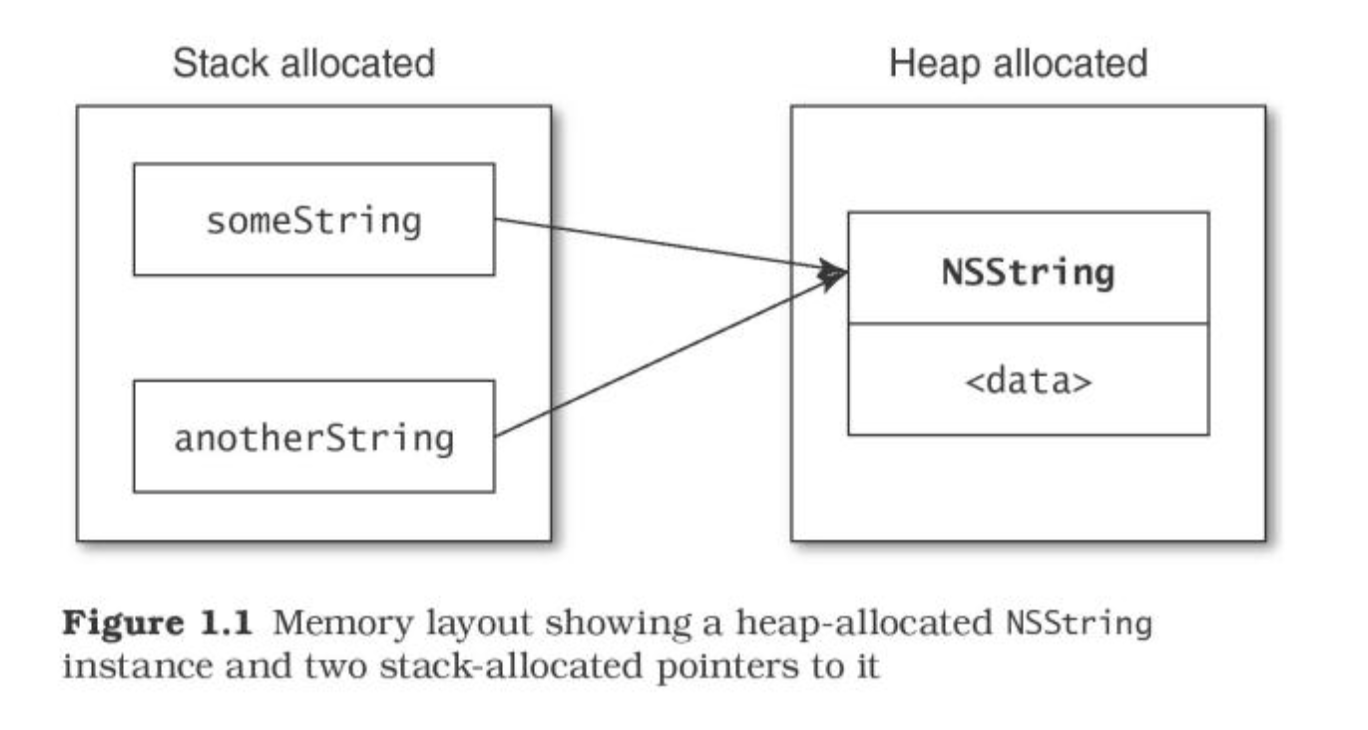 Stack allocated
Heap allocated
someString
NSString
<data>
anotherString
Figure 1.1 Memory layout showing a heap-allocated NSString
instance and two stack-allocated pointers to it